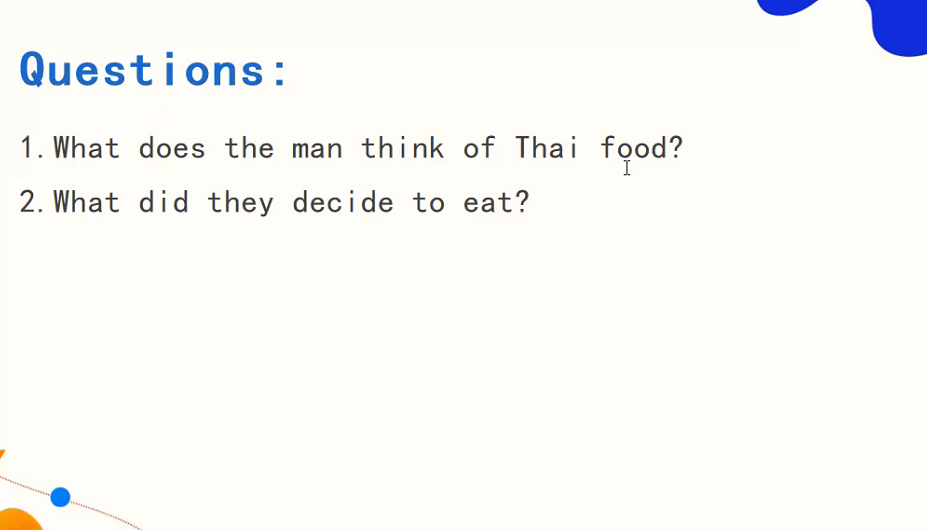 Questions:
1.What does the man think of Thai food?
2.What did they decide to eat?